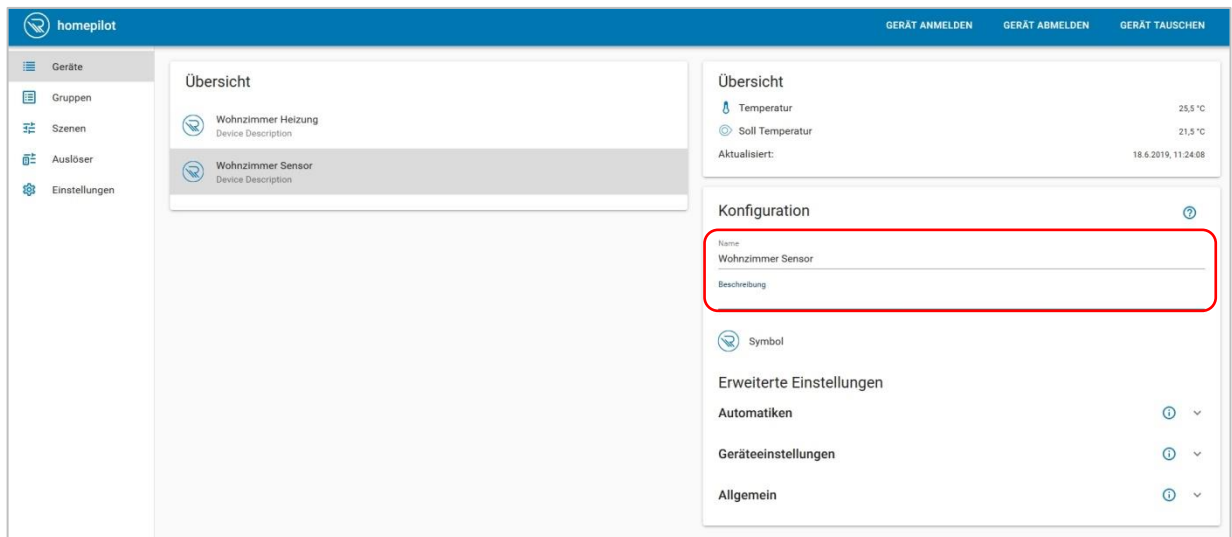 homepilot
GERÄT ANMELDEN GERÄT ABMELDEN GERÄT TAUSCHEN
Geräte
Gruppen
Szenen
Auslöser
Einstellungen
Übersicht
Wohnzimmer Heizung
Device Description
Wohnzimmer Sensor
Device Description
Übersicht
Temperatur 25,5 °C
Soll Temperatur 21,5 °C
Aktualisiert: 18.6.2019, 11:24:08
Konfiguration
Name
Wohnzimmer Sensor
Beschreibung
Symbol
Erweiterte Einstellungen
Automatiken
Geräteeinstellungen
Allgemein